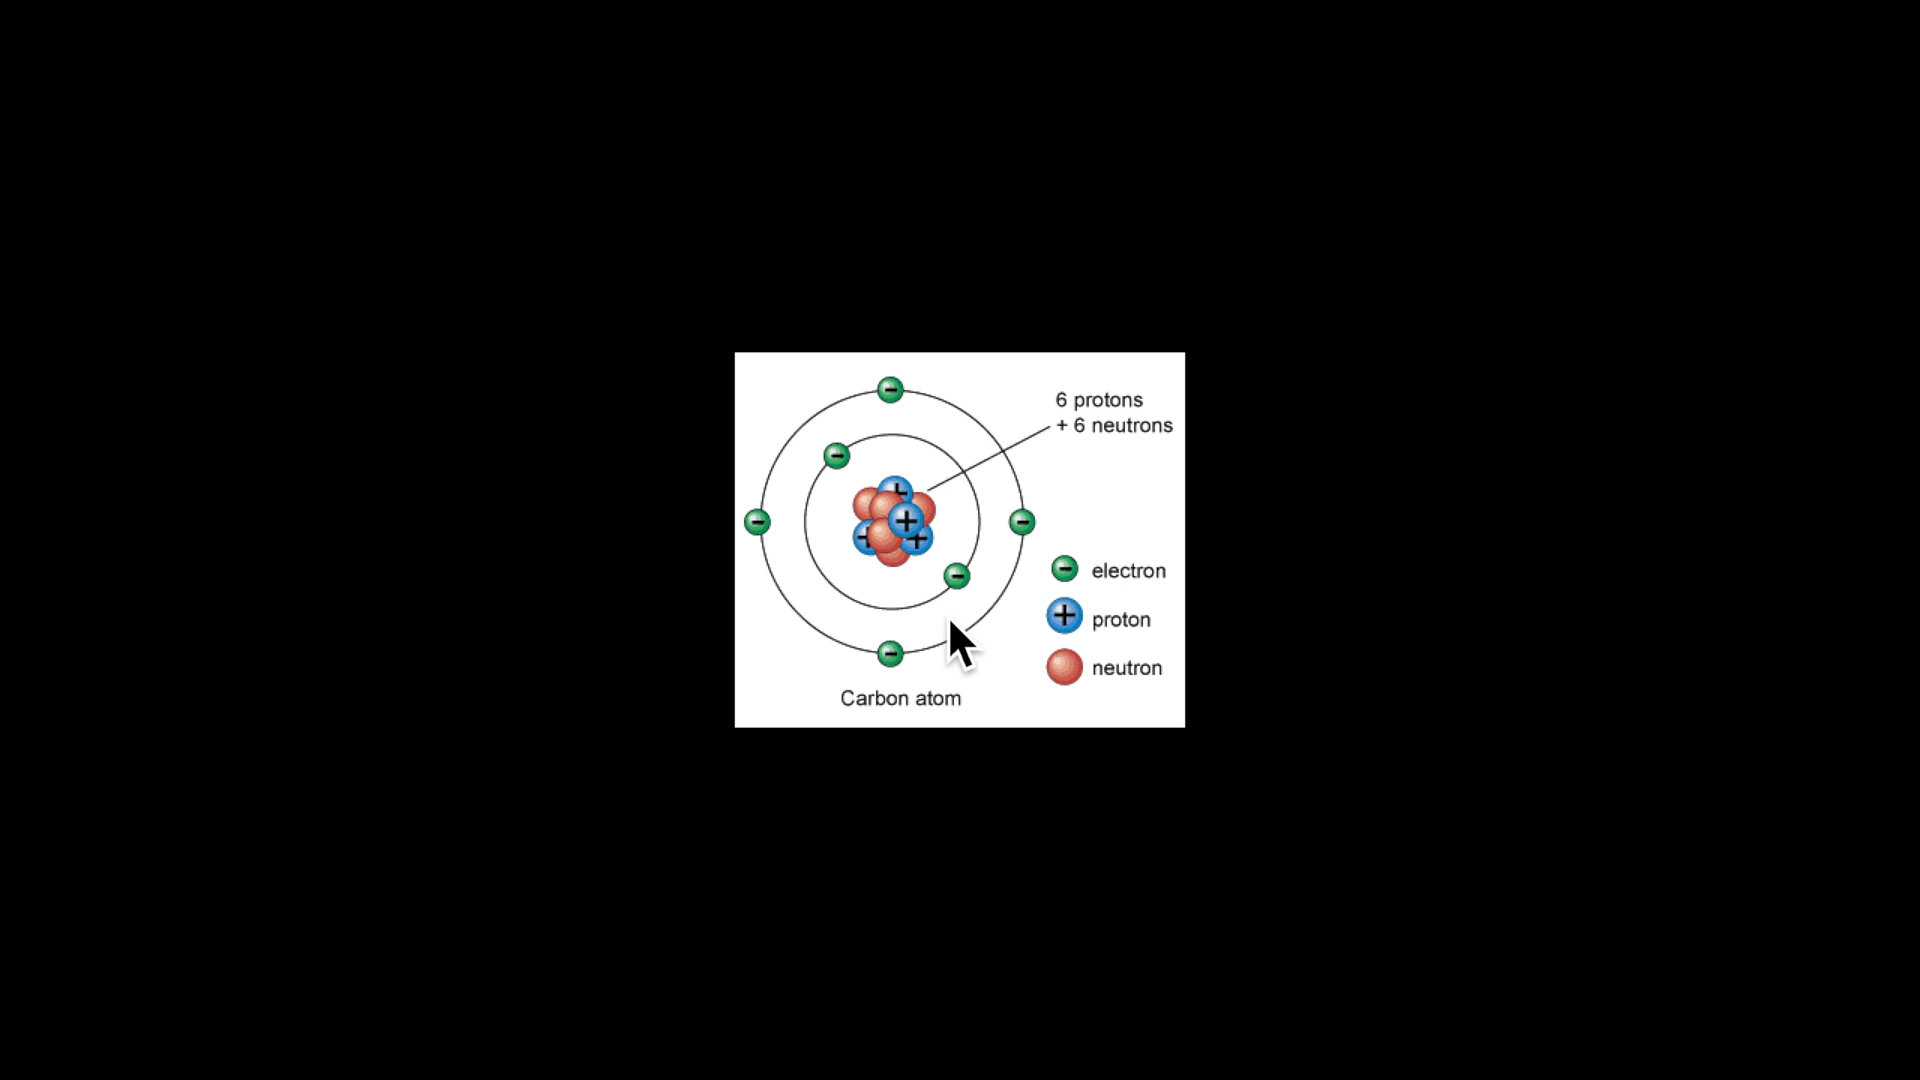 6 protons
+ 6 neutrons
electron
proton
neutron
Carbon atom